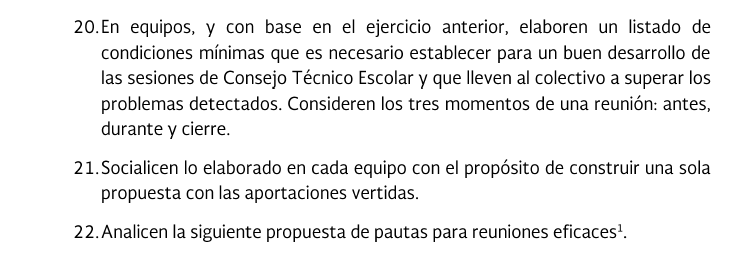 20.En equipos, y con base en el ejercicio anterior, elaboren un listado de
condiciones mínimas que es necesario establecer para un buen desarrollo de
las sesiones de Consejo Técnico Escolar y que lleven al colectivo a superar los
problemas detectados. Consideren los tres momentos de una reunión: antes,
durante y cierre.
21.Socialicen lo elaborado en cada equipo con el propósito de construir una sola
propuesta con las aportaciones vertidas.
22.Analicen la siguiente propuesta de pautas para reuniones eficaces¹.